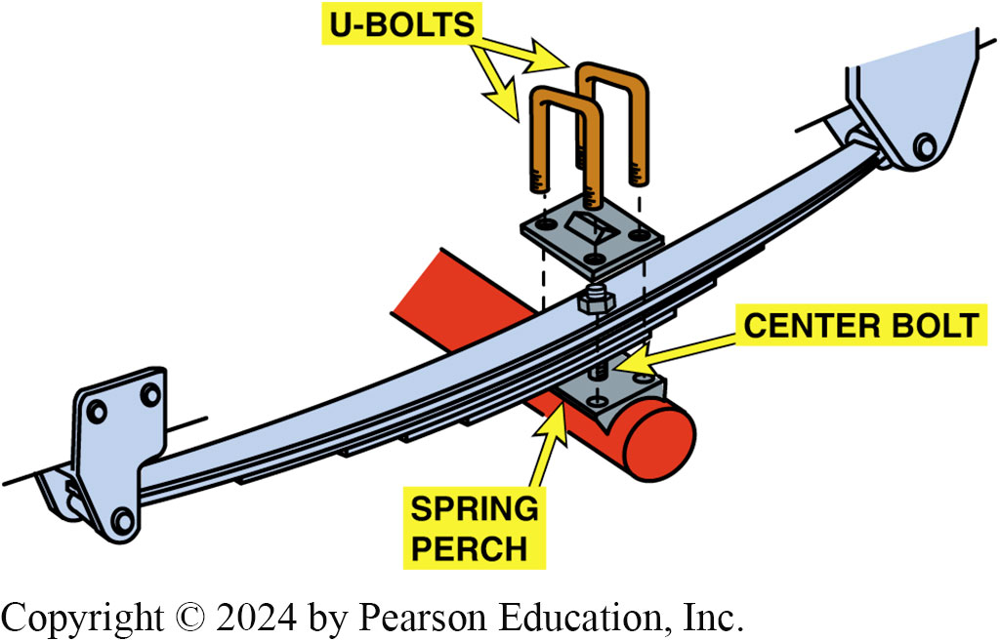 U-BOLTS
CENTER BOLT
SPRING
PERCH
Copyright © 2024 by Pearson Education, Inc.